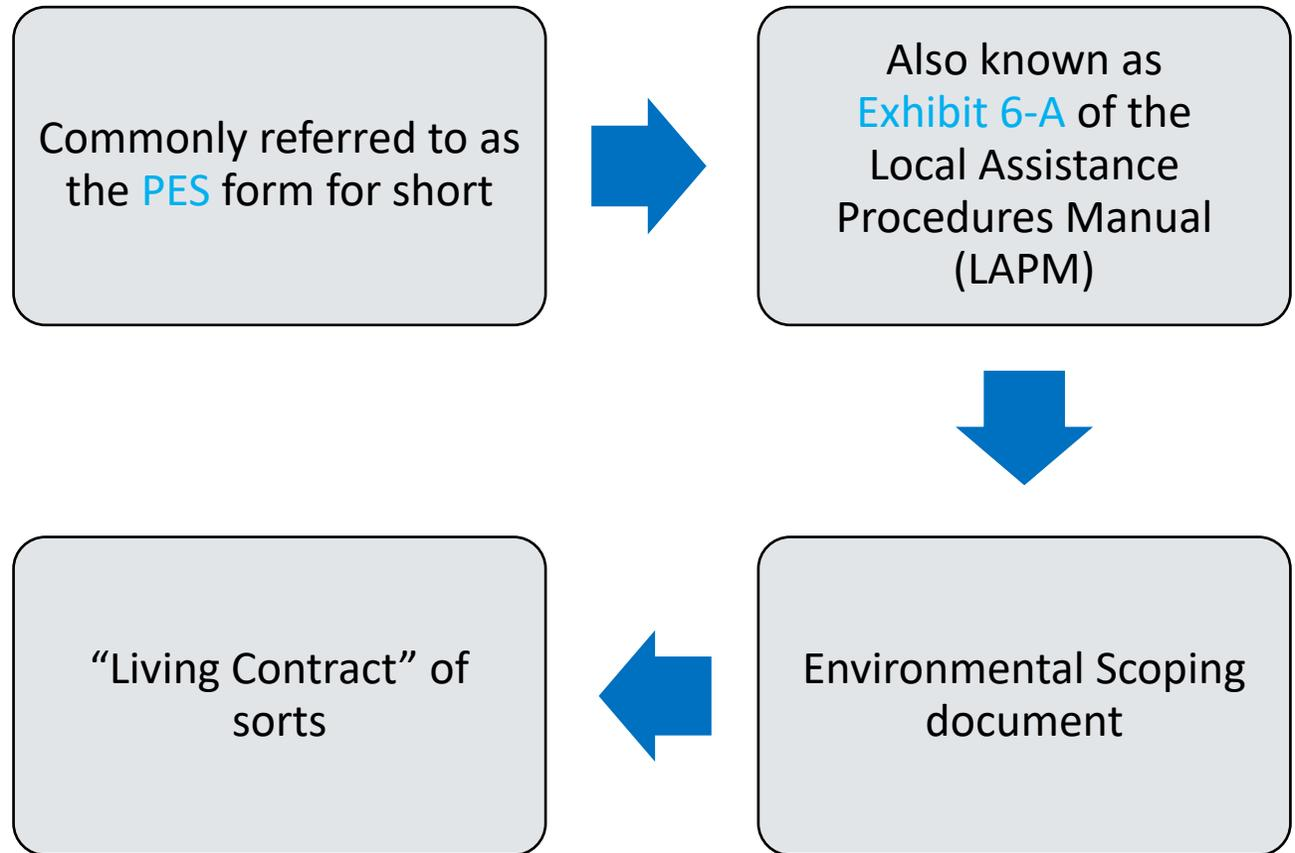 Commonly referred to as
the PES form for short
Also known as
Exhibit 6-A of the
Local Assistance
Procedures Manual
(LAPM)
Environmental Scoping
document
“Living Contract” of
sorts